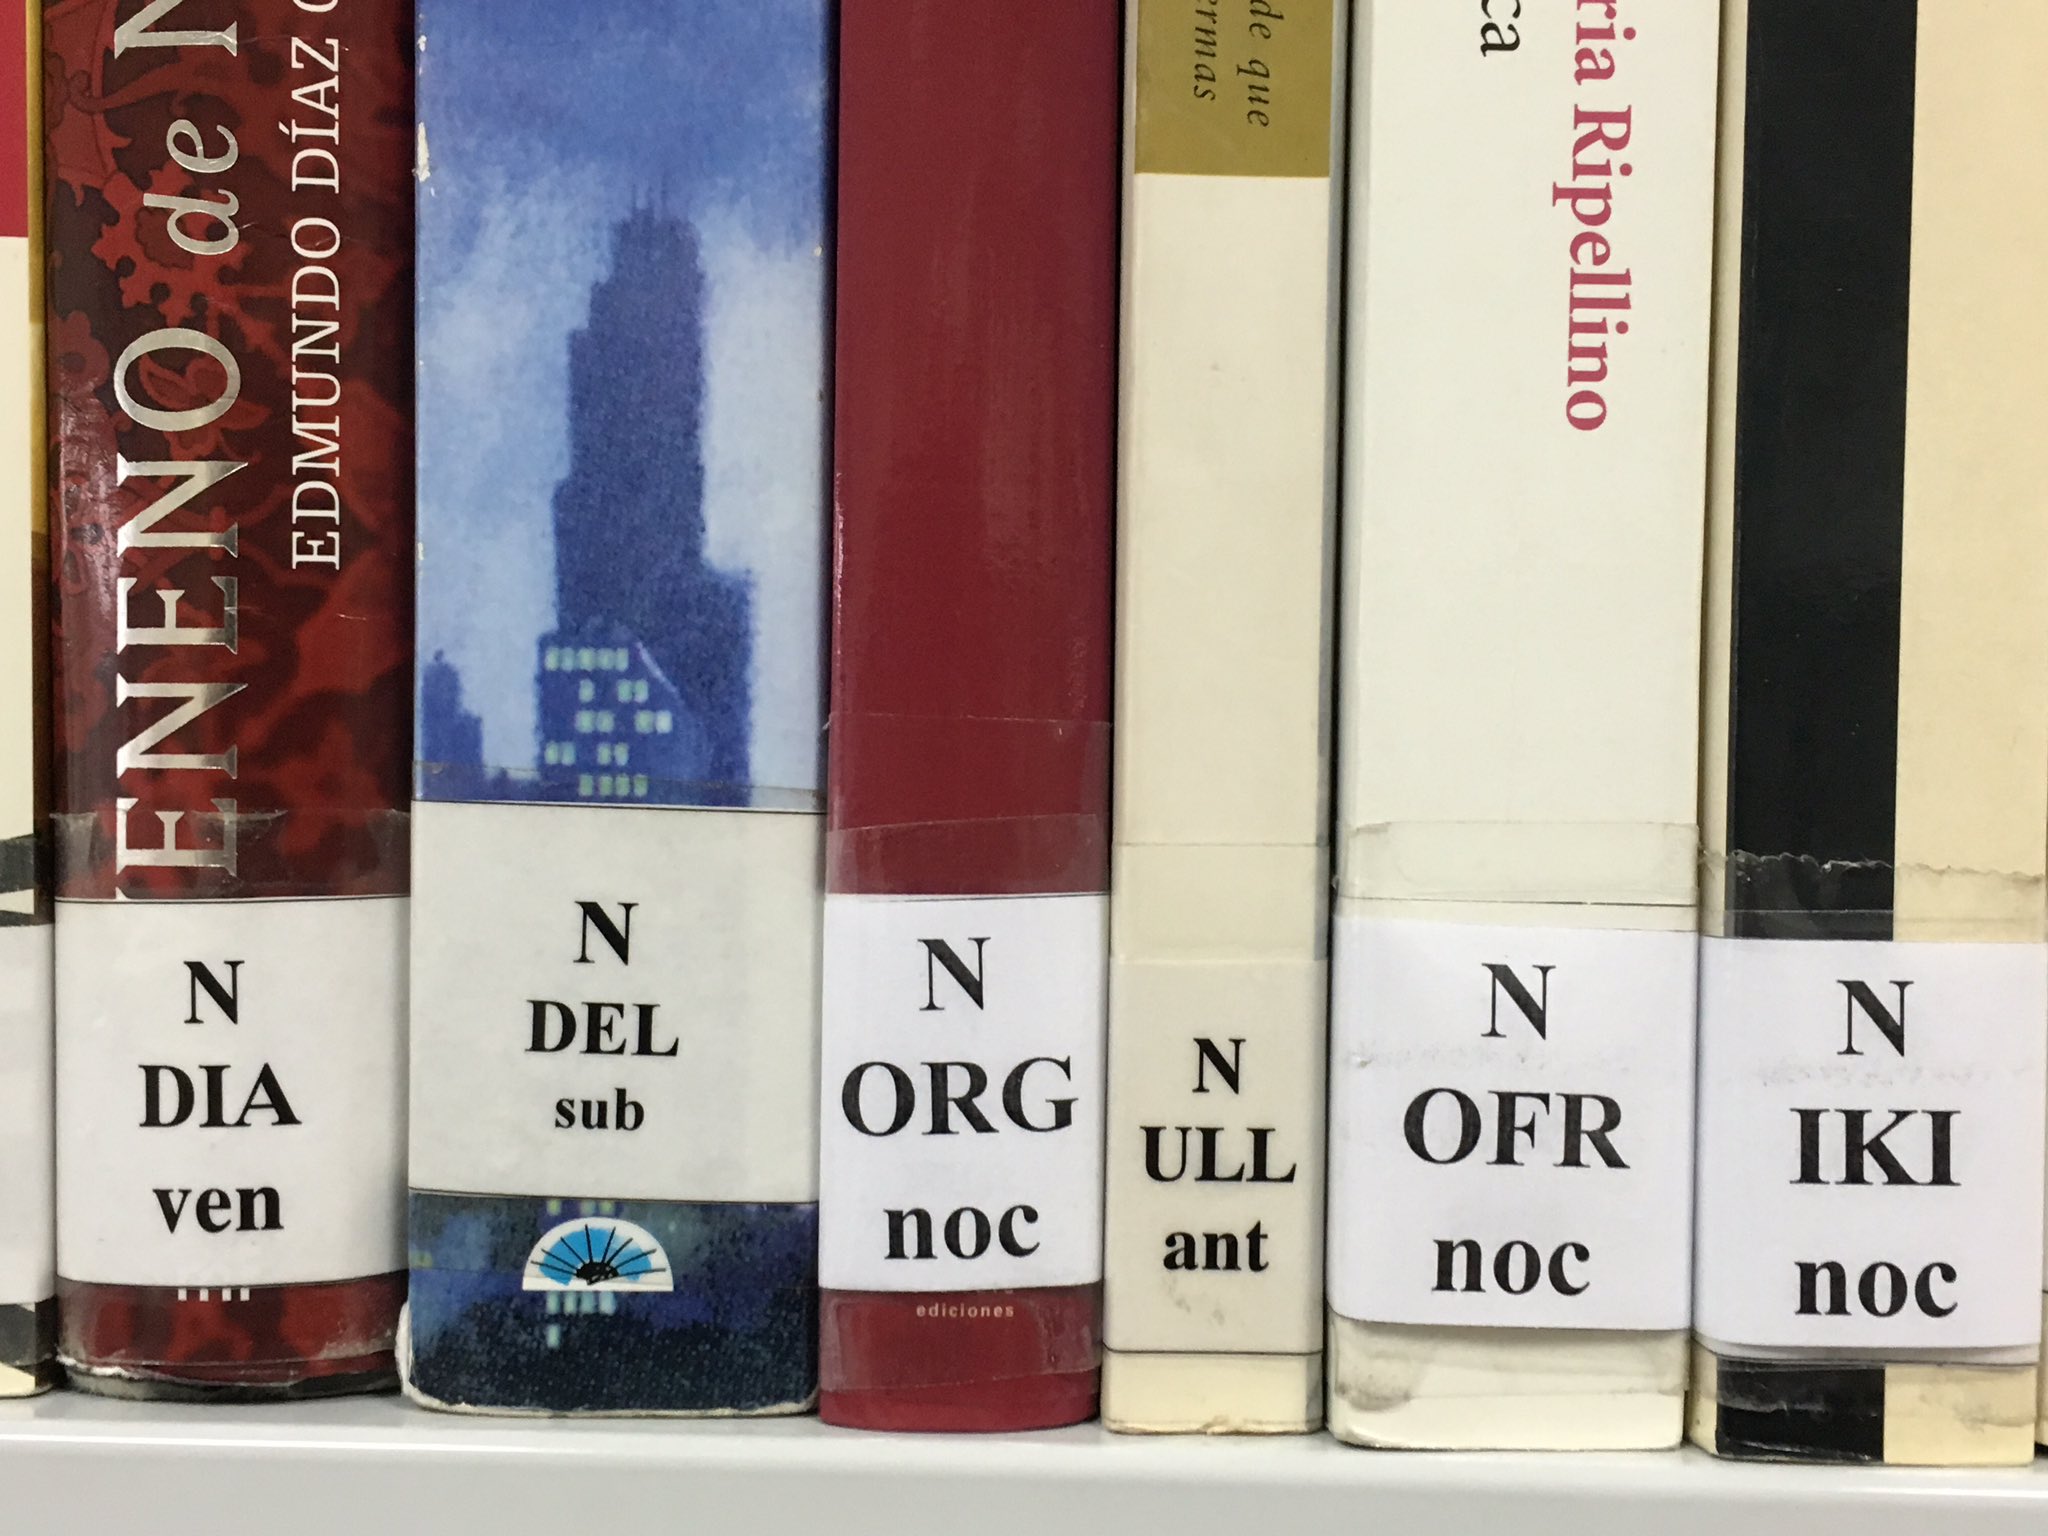 ENENO de N
EDMUNDO DÍAZ
N
DIA
ven
N
DEL
sub
N
ORG
noc
ediciones
de que
ermas
N
ULL
ant
ria Ripellino
ca
N
OFR
noc
N
IKI
noc